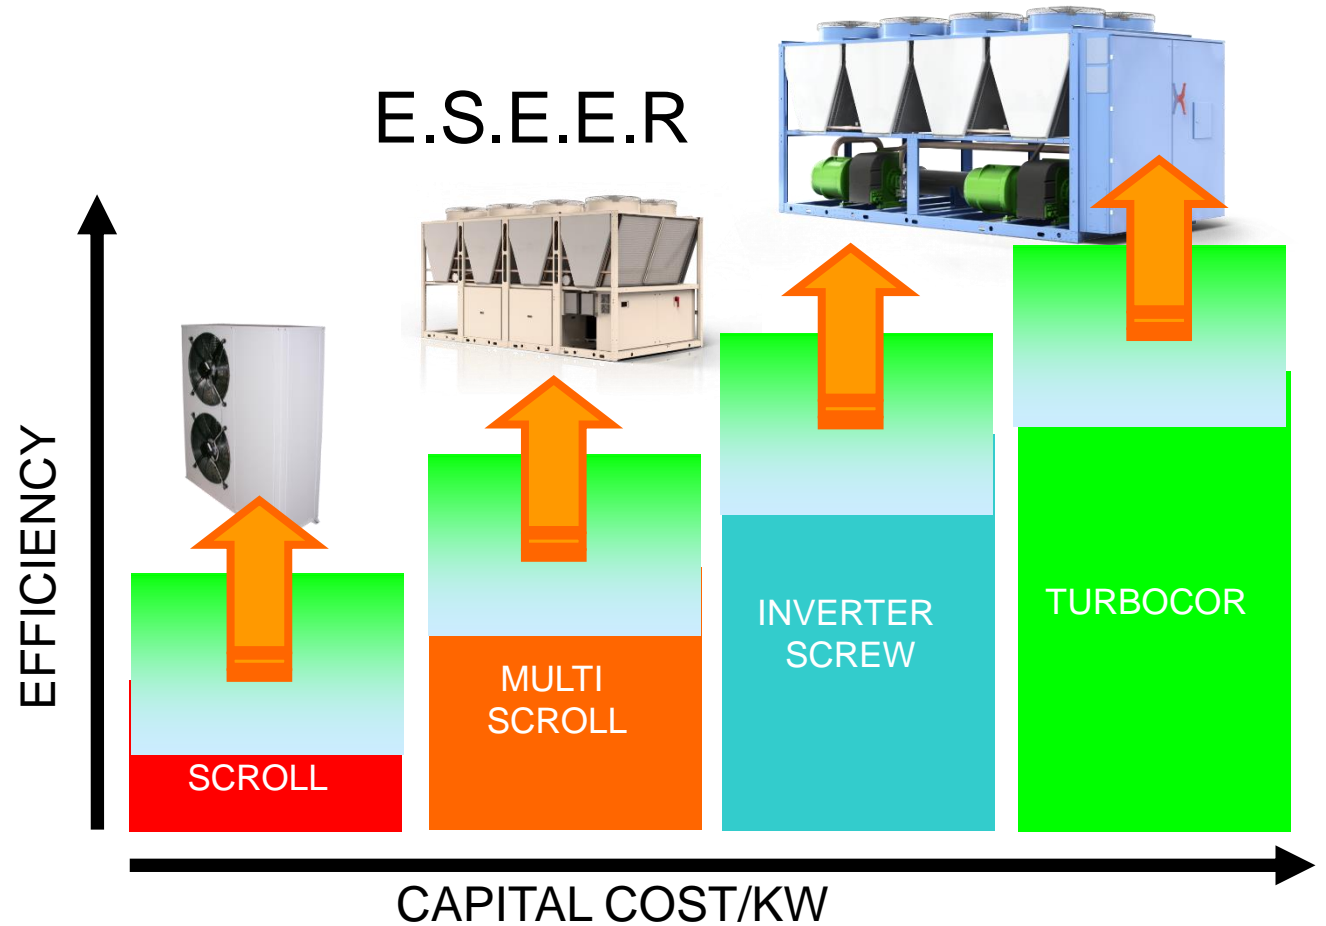 E.S.E.E.R
EFFICIENCY
SCROLL
MULTI
SCROLL
INVERTER
SCREW
TURBOCOR
CAPITAL COST/KW